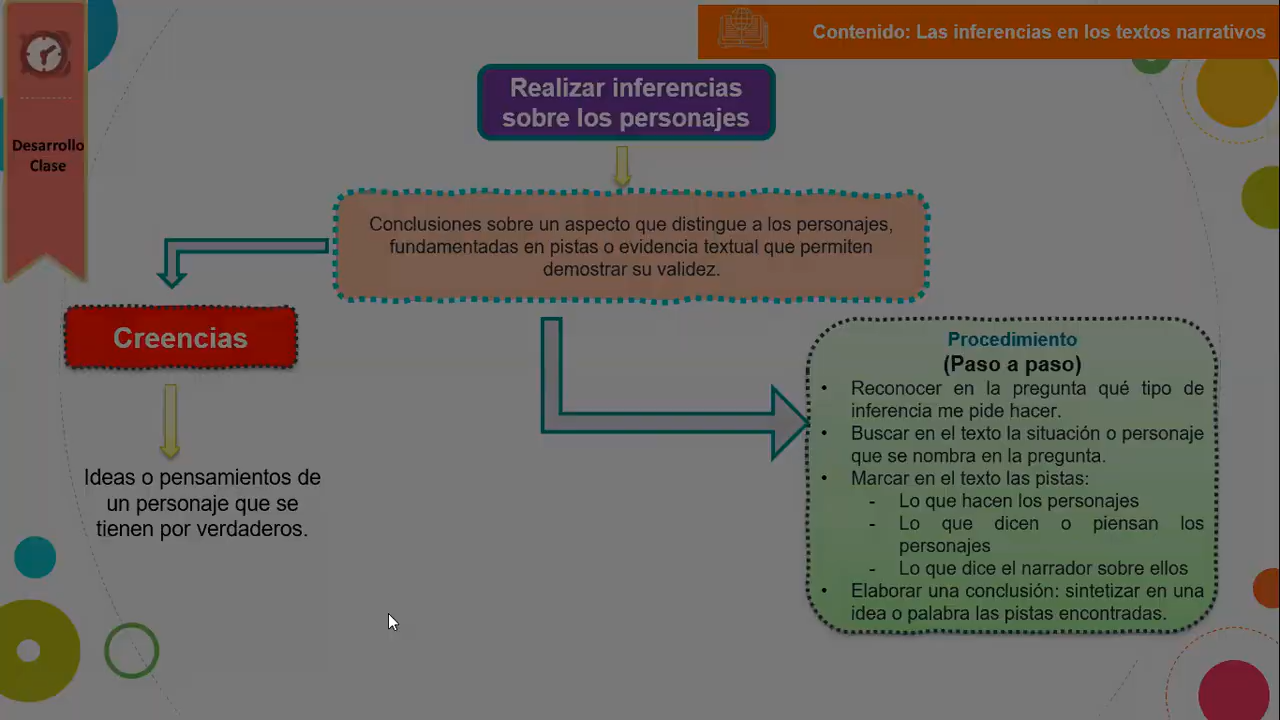 Contenido: Las inferencias en los textos narrativos
Desarrollo
Clase
Realizar inferencias
sobre los personajes
Conclusiones sobre un aspecto que distingue a los personajes,
fundamentadas en pistas o evidencia textual que permiten
demostrar su validez.
Creencias
Ideas o pensamientos de
un personaje que se
tienen por verdaderos.
Procedimiento
(Paso a paso)
• Reconocer en la pregunta qué tipo de
inferencia me pide hacer.
• Buscar en el texto la situación o personaje
que se nombra en la pregunta.
• Marcar en el texto las pistas:
- Lo que hacen los personajes
- Lo que dicen o piensan los
personajes
- Lo que dice el narrador sobre ellos
• Elaborar una conclusión: sintetizar en una
idea o palabra las pistas encontradas.